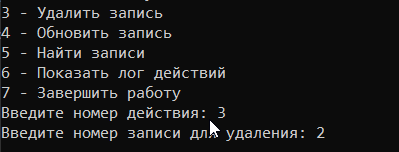 3 - Удалить запись
4 - Обновить запись
5 - Найти записи
6 - Показать лог действий
7 - Завершить работу
Введите номер действия: 3
Введите номер записи для удаления: 2